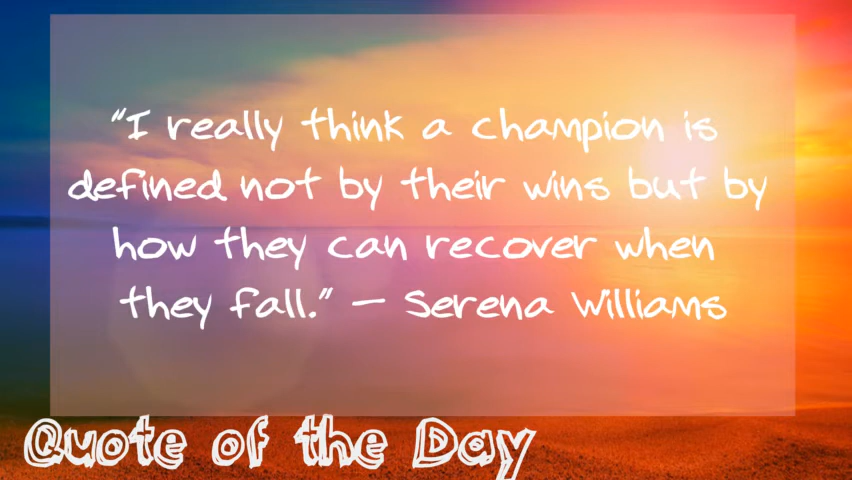 "I really think a champion is
defined not by their wins but by
how they can recover when
they fall." – Serena Williams
Quote of the Day